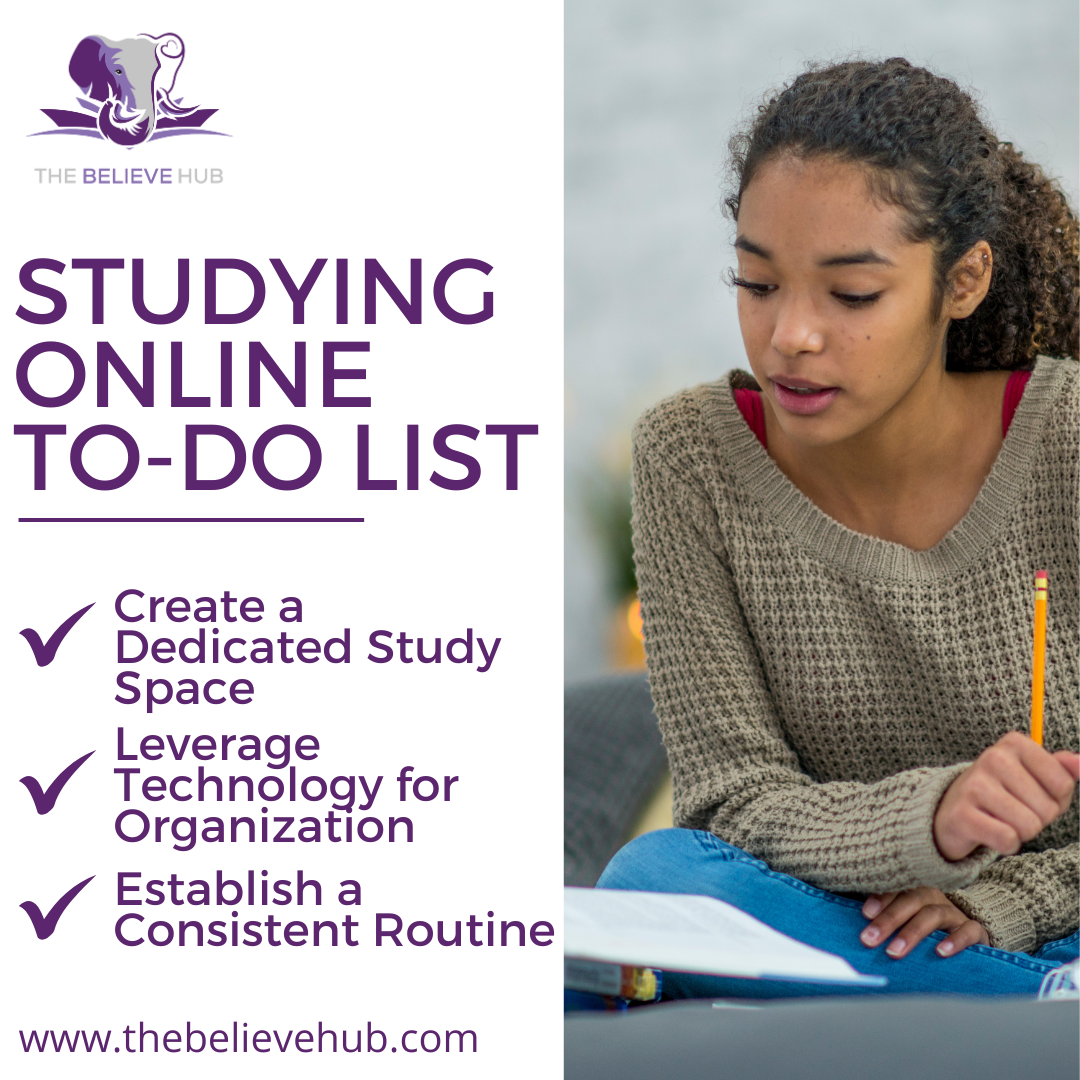 THE BELIEVE HUB
STUDYING
ONLINE
TO-DO LIST
Create a
Dedicated Study
Space
Leverage
Technology for
Organization
Establish a
Consistent Routine
www.thebelievehub.com